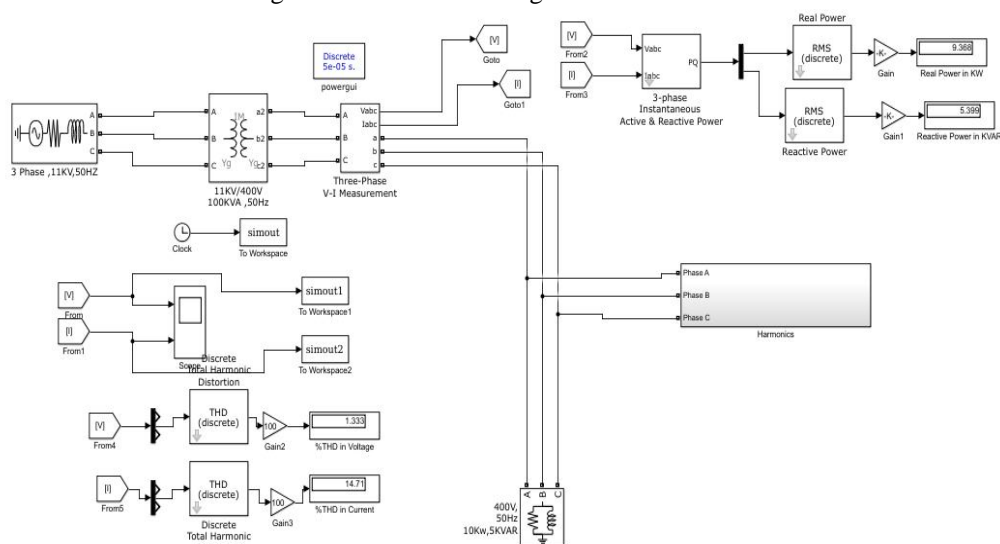 Real Power
[V]
From2
Vabc
Iabc
PQ
[I]
From3
3-phase
Instantaneous
Active & Reactive Power
RMS
(discrete)
-K-
Gain
9.368
Real Power in KW
RMS
(discrete)
Reactive Power
-K-
Gain1
5.399
Reactive Power in KVAR
[V]
Goto
[I]
Goto1
Discrete
5e-05 s.
powergui
A
B
C
3 Phase ,11KV,50HZ
A
B
C
Yg
Yg
a2
b2
c2
11KV/400V
100KVA ,50Hz
A
B
C
Vabc
Iabc
a
b
c
Three-Phase
V-I Measurement
Clock
simout
To Workspace
[V]
From
[I]
From1
simout1
To Workspace1
simout2
To Workspace2
Phase A
Phase B
Phase C
Harmonics
Discrete
Total Harmonic
Distortion
[V]
From4
THD
(discrete)
100
Gain2
1.333
%THD in Voltage
[I]
From5
THD
(discrete)
100
Gain3
14.71
%THD in Current
Discrete
Total Harmonic
A B C
400V,
50Hz
10Kw,5KVAR